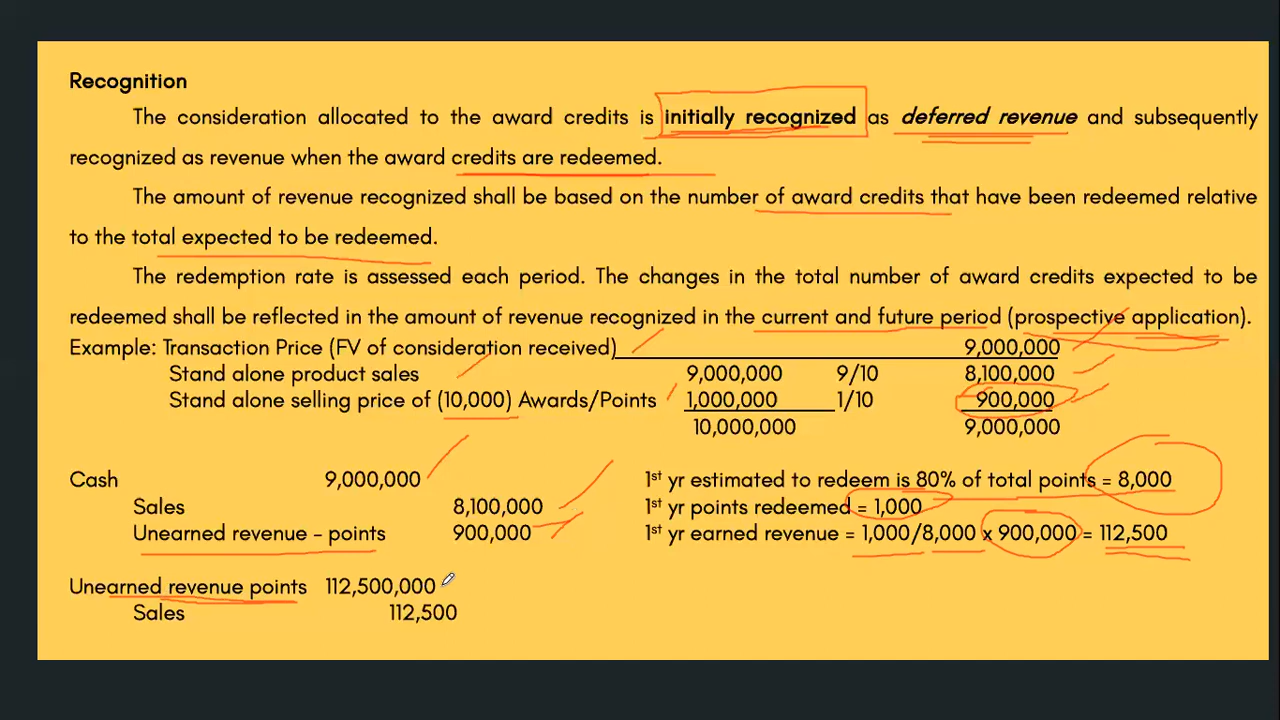 Recognition
The consideration allocated to the award credits is initially recognized as deferred revenue and subsequently
recognized as revenue when the award credits are redeemed.
The amount of revenue recognized shall be based on the number of award credits that have been redeemed relative
to the total expected to be redeemed.
The redemption rate is assessed each period. The changes in the total number of award credits expected to be
redeemed shall be reflected in the amount of revenue recognized in the current and future period (prospective application).
Example: Transaction Price (FV of consideration received) 9,000,000
Stand alone product sales 9,000,000 9/10 8,100,000
Stand alone selling price of (10,000) Awards/Points 1,000,000 1/10 900,000
10,000,000 9,000,000
Cash 9,000,000 1st yr estimated to redeem is 80% of total points = 8,000
Sales 8,100,000 1st yr points redeemed = 1,000
Unearned revenue - points 900,000 1st yr earned revenue = 1,000/8,000 x 900,000 = 112,500
Unearned revenue points 112,500,000
Sales 112,500